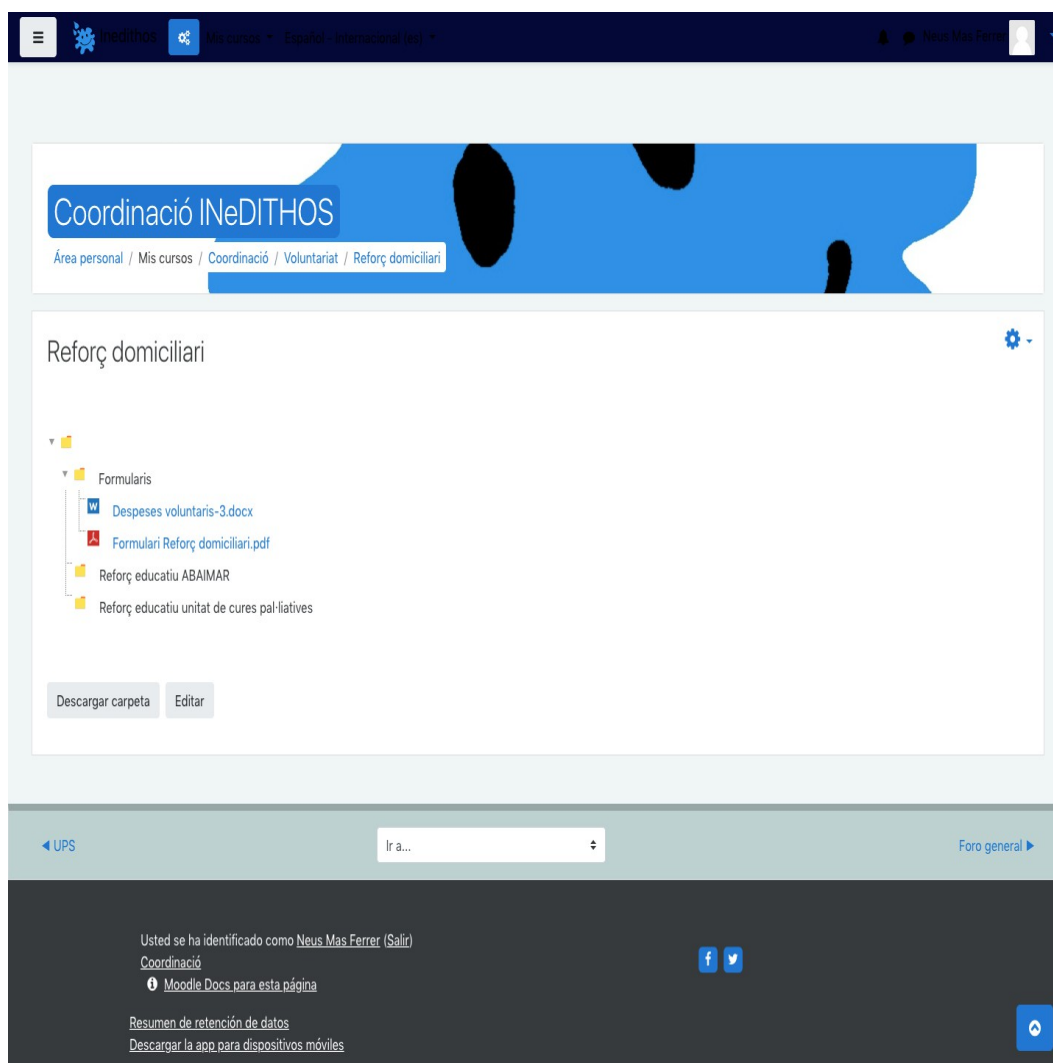 inedithos Mis cursos Español - Internacional (es) Neus Mas Ferrer
Coordinació INeDITHOS
Área personal / Mis cursos / Coordinació / Voluntariat / Reforç domiciliari
Reforç domiciliari
Formularis
Despeses voluntaris-3.docx
Formulari Reforç domiciliari.pdf
Reforç educatiu ABAIMAR
Reforç educatiu unitat de cures pal·liatives
Descargar carpeta Editar
UPS Ir a... Foro general
Usted se ha identificado como Neus Mas Ferrer (Salir)
Coordinació
Moodle Docs para esta página
Resumen de retención de datos
Descargar la app para dispositivos móviles